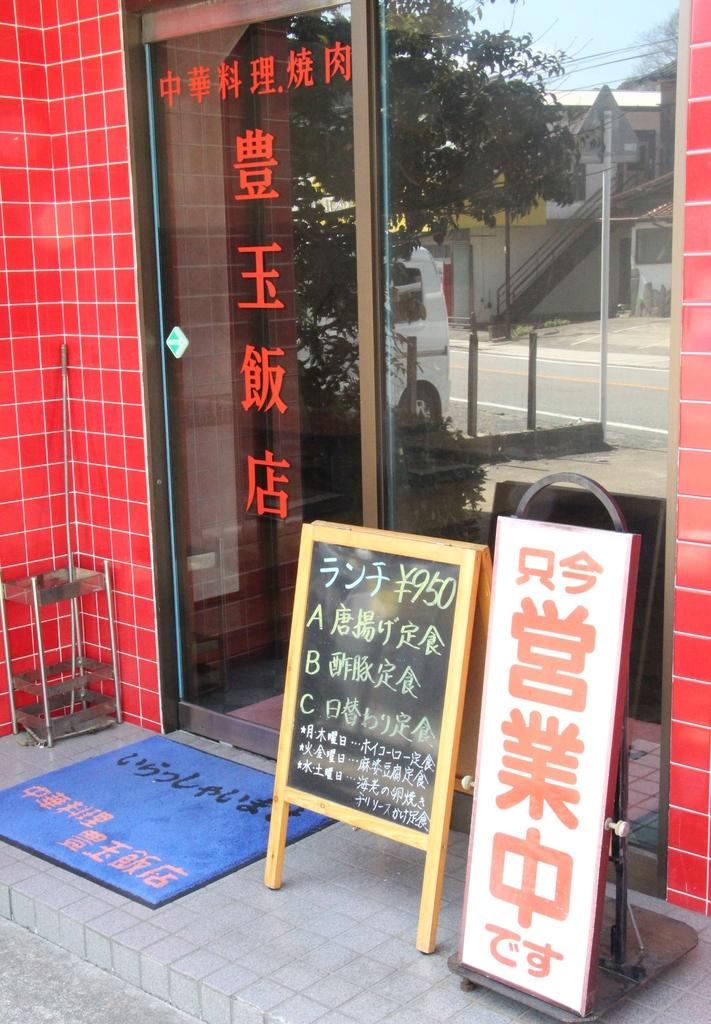 中華料理.焼肉
豊玉飯店
ランチ ¥950
A 唐揚げ定食
B 酢豚定食
C 日替わり定食
★月・木曜日…ホイコーロー定食
★火・金曜日…麻婆豆腐定食
★水・土曜日…海老の卵焼き
チリソースかけ定食
只今
営業中
です
いらっしゃいませ
中華料理
豊玉飯店